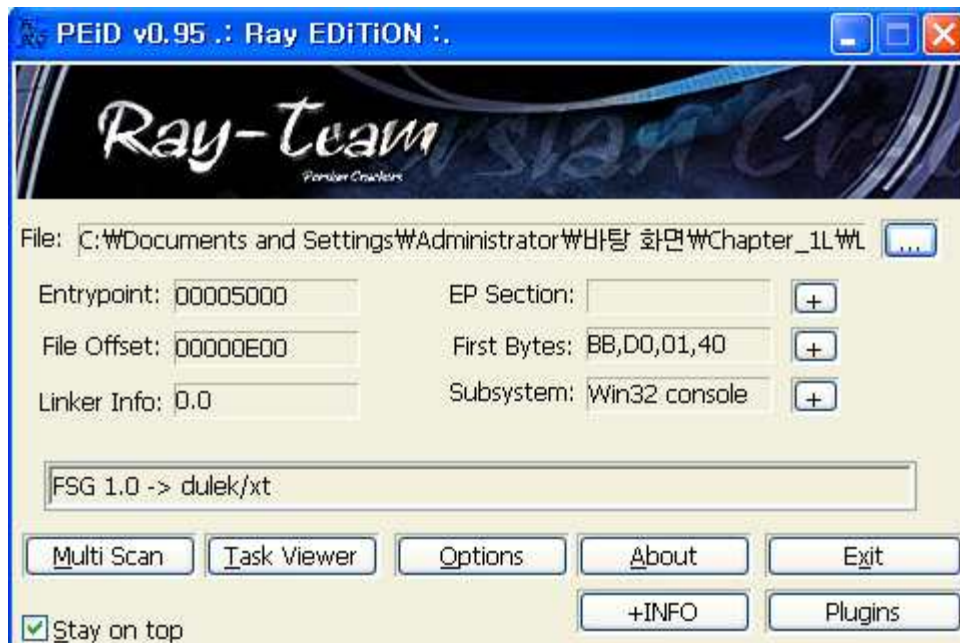 PEiD v0.95 .: Ray EDiTiON :.
Ray-Team
Persian Crackers
File: C:₩Documents and Settings₩Administrator₩바탕 화면₩Chapter_1L₩L ...
Entrypoint: 00005000
EP Section: +
File Offset: 00000E00
First Bytes: BB,D0,01,40 +
Linker Info: 0.0
Subsystem: Win32 console +
FSG 1.0 -> dulek/xt
Multi Scan
Task Viewer
Options
About
Exit
Stay on top
+INFO
Plugins